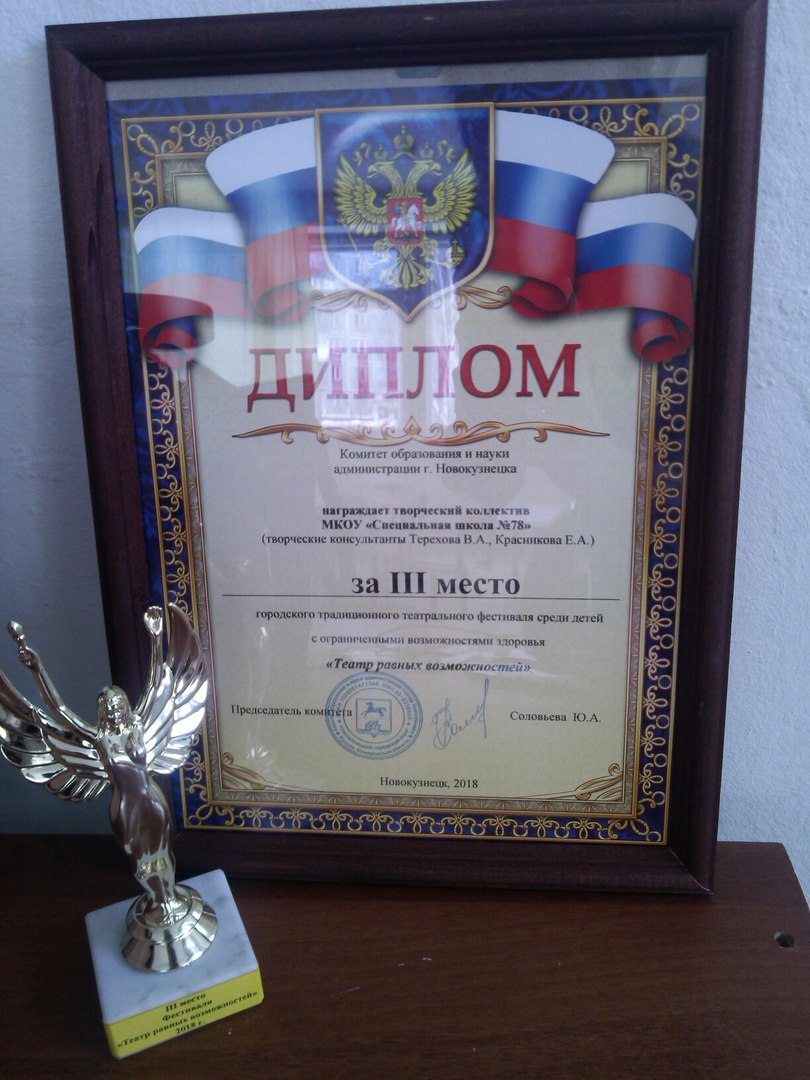 ДИПЛОМ
Комитет образования и науки
администрации г. Новокузнецка
награждает творческий коллектив
МКОУ «Специальная школа №78»
(творческие консультанты Терехова В.А., Красникова Е.А.)
за III место
городского традиционного театрального фестиваля среди детей
с ограниченными возможностями здоровья
«Театр равных возможностей»
Председатель комитета
Соловьева Ю.А.
Новокузнецк, 2018
III место
Фестивали
«Театр равных возможностей»
2018 г.